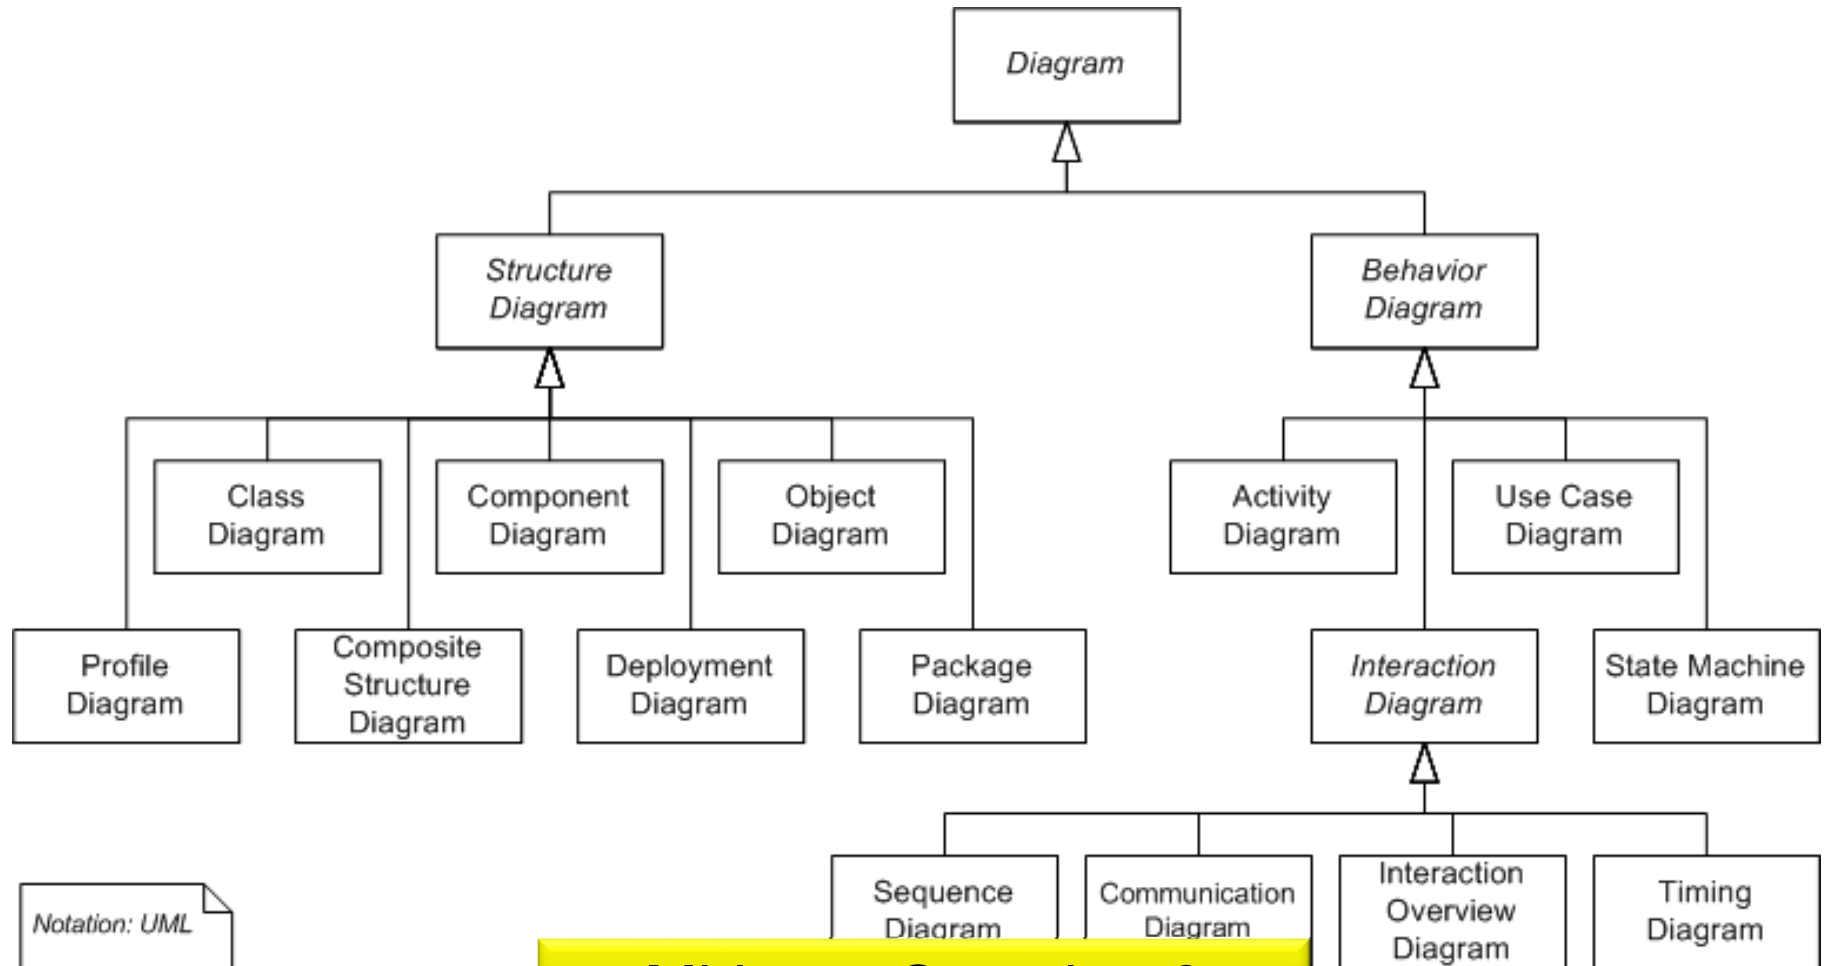 Diagram
Structure
Diagram
Behavior
Diagram
Class
Diagram
Component
Diagram
Object
Diagram
Activity
Diagram
Use Case
Diagram
Profile
Diagram
Composite
Structure
Diagram
Deployment
Diagram
Package
Diagram
Interaction
Diagram
State Machine
Diagram
Sequence
Diagram
Communication
Diagram
Interaction
Overview
Diagram
Timing
Diagram
Notation: UML